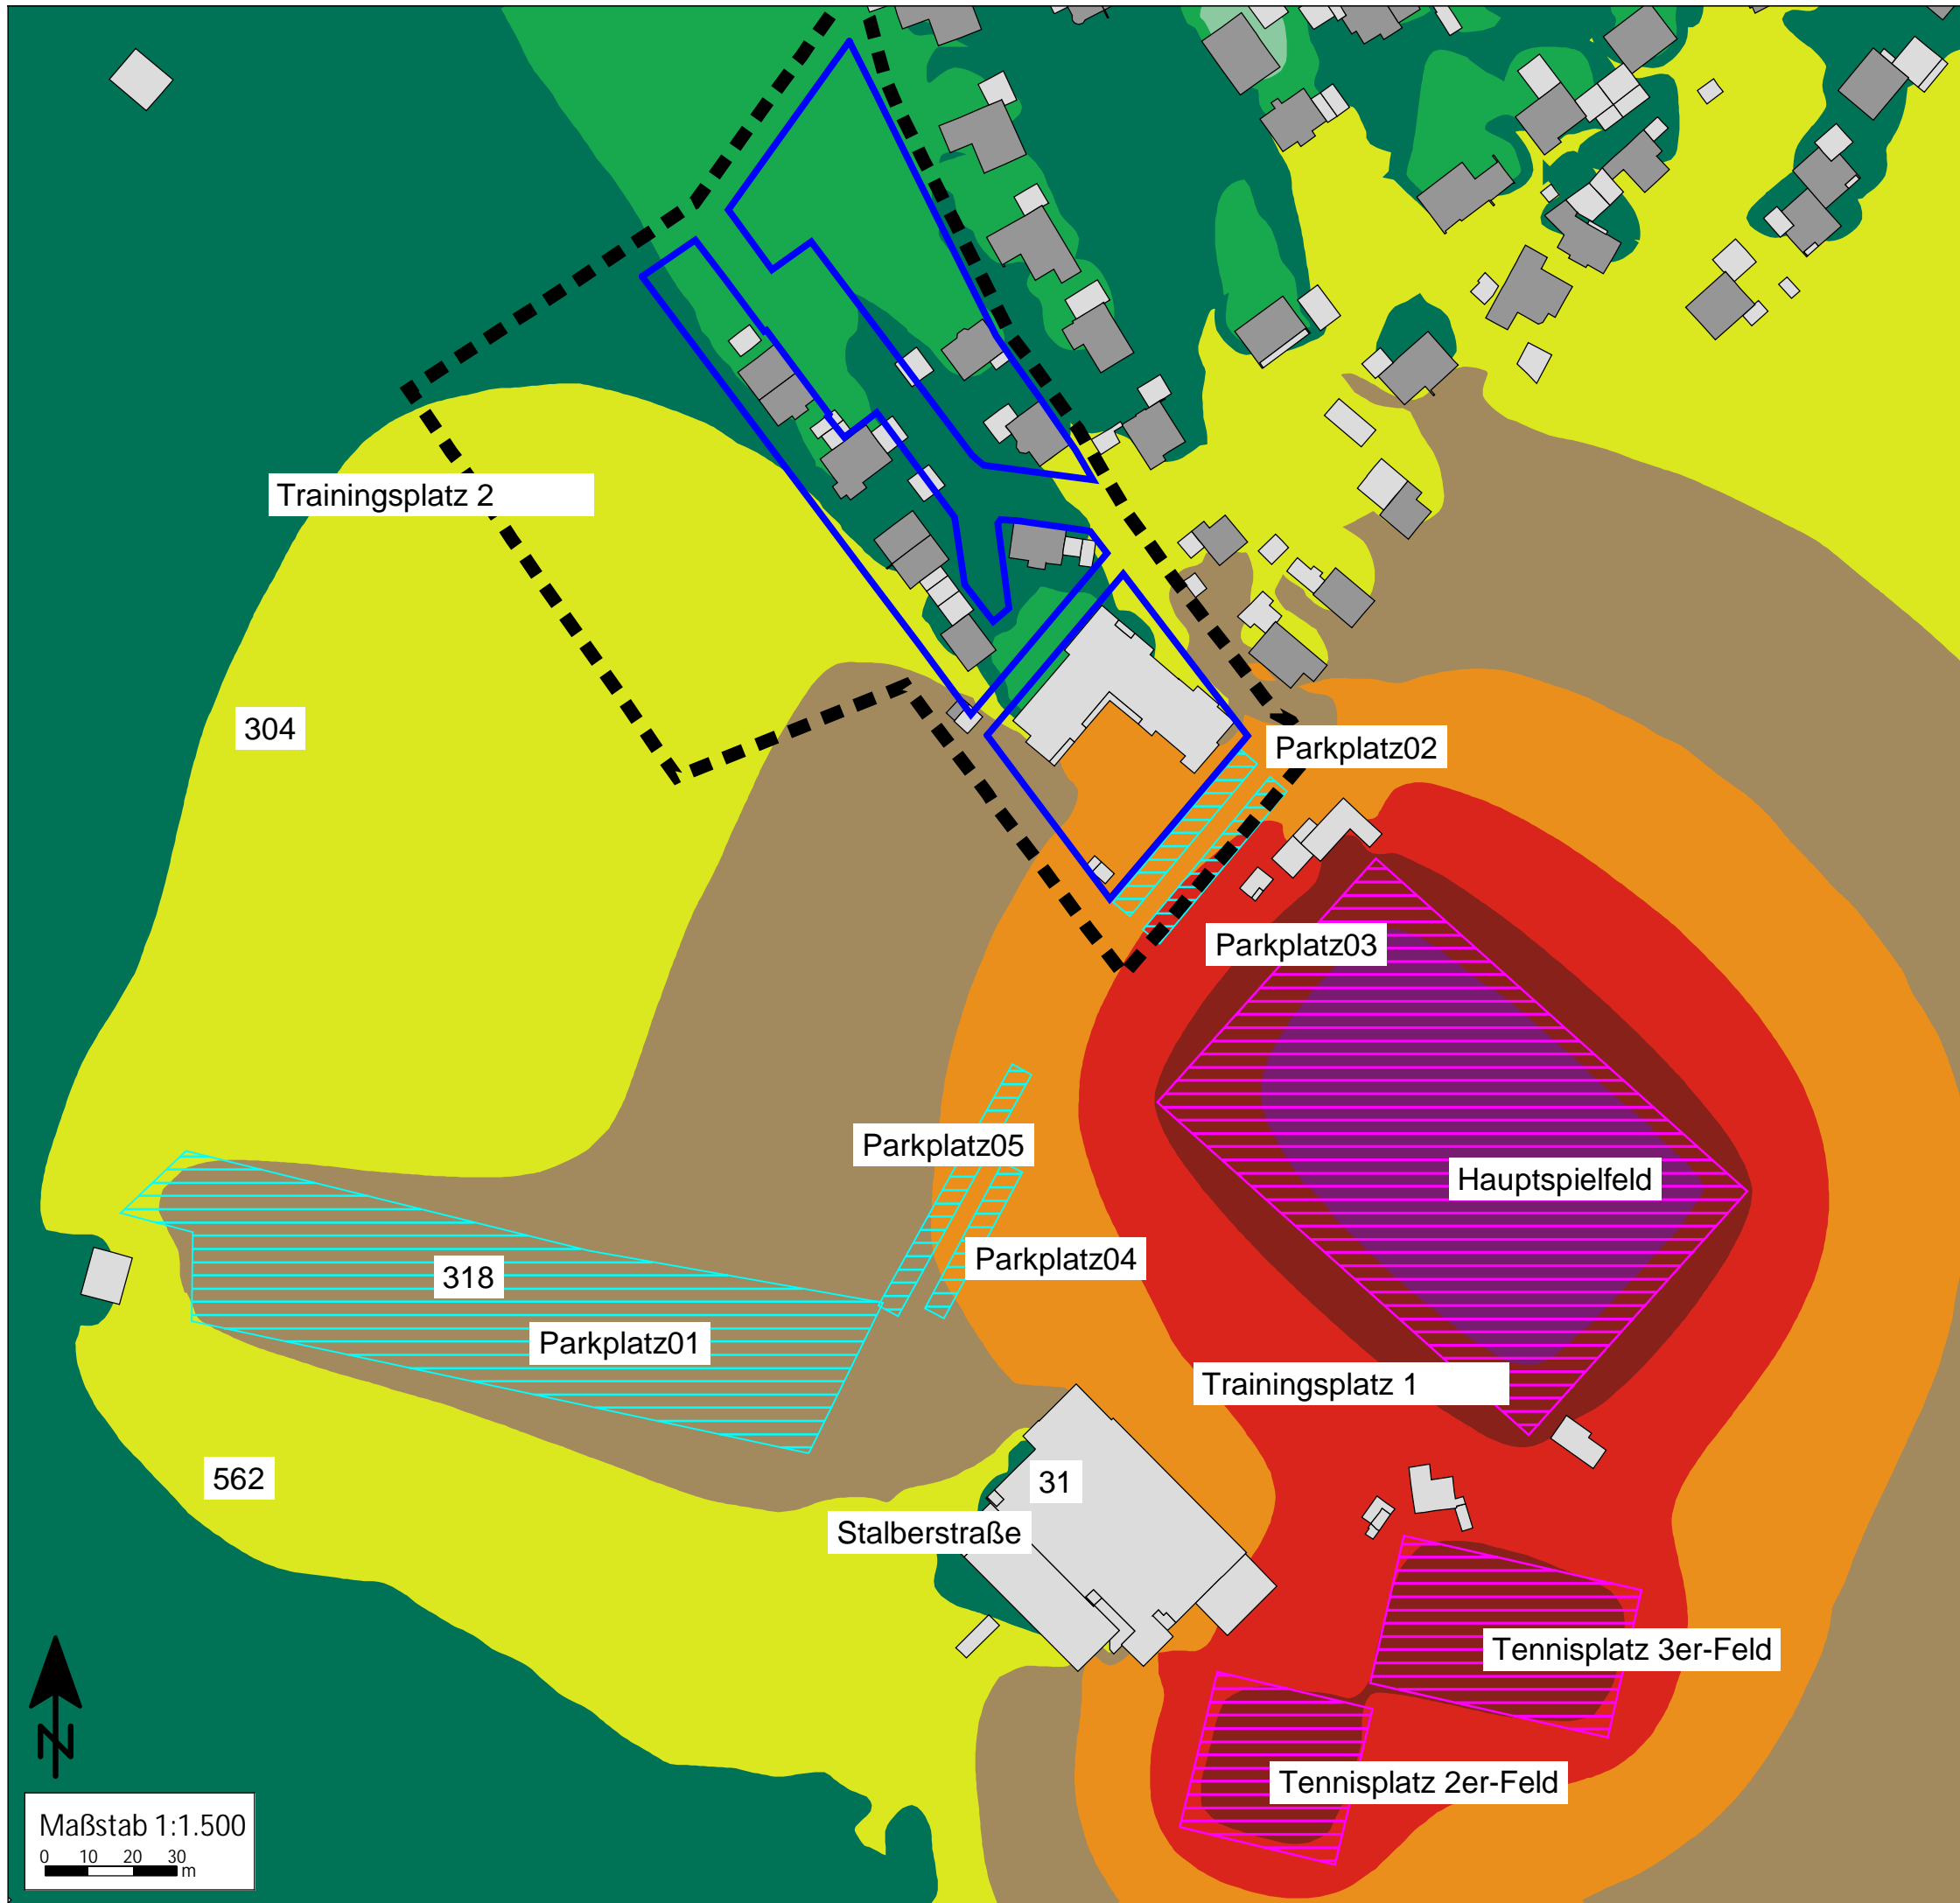 Trainingsplatz 2
304
Parkplatz02
Parkplatz03
Parkplatz05
Hauptspielfeld
Parkplatz04
318
Parkplatz01
Trainingsplatz 1
562
31
Stalberstraße
Tennisplatz 3er-Feld
N
Tennisplatz 2er-Feld
Maßstab 1:1.500
0 10 20 30
m